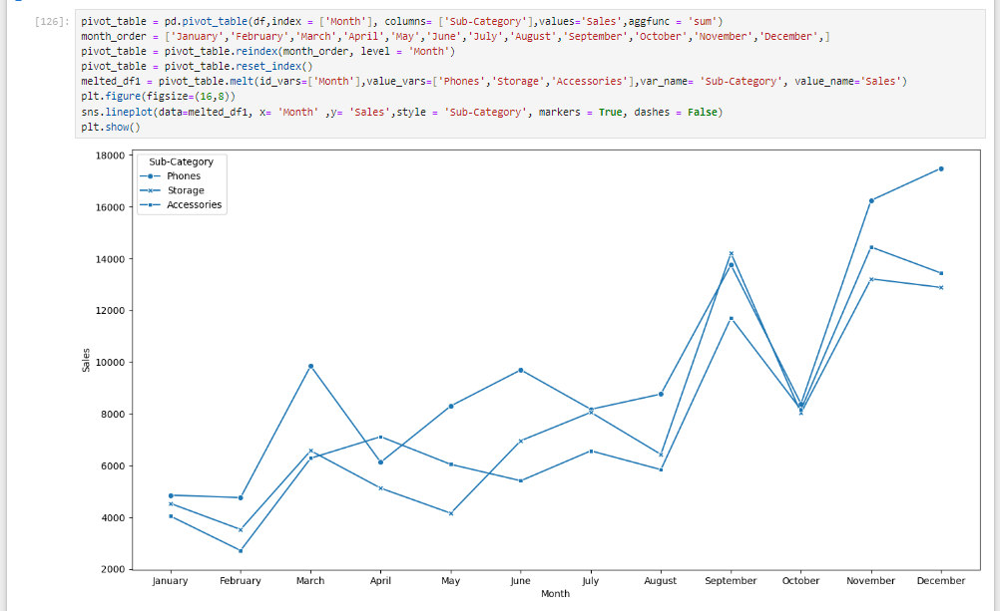 [126]:
pivot_table = pd.pivot_table(df,index = ['Month'], columns= ['Sub-Category'],values='Sales',aggfunc = 'sum')
month_order = ['January','February','March','April','May','June','July','August','September','October','November','December',]
pivot_table = pivot_table.reindex(month_order, level = 'Month')
pivot_table = pivot_table.reset_index()
melted_df1 = pivot_table.melt(id_vars=['Month'],value_vars=['Phones','Storage','Accessories'],var_name= 'Sub-Category', value_name='Sales')
plt.figure(figsize=(16,8))
sns.lineplot(data=melted_df1, x= 'Month' ,y= 'Sales',style = 'Sub-Category', markers = True, dashes = False)
plt.show()
Sub-Category
Phones
Storage
Accessories
18000
16000
14000
12000
10000
8000
6000
4000
2000
Sales
January February March April May June July August September October November December
Month